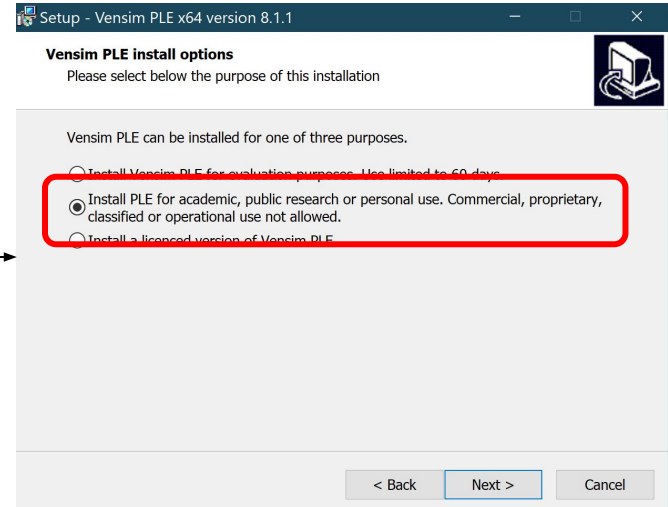 Setup - Vensim PLE x64 version 8.1.1
Vensim PLE install options
Please select below the purpose of this installation
Vensim PLE can be installed for one of three purposes.
Install Vensim PLE for evaluation purposes. Use limited to 60 days.
Install PLE for academic, public research or personal use. Commercial, proprietary,
classified or operational use not allowed.
Install a licenced version of Vensim PLE
< Back
Next >
Cancel